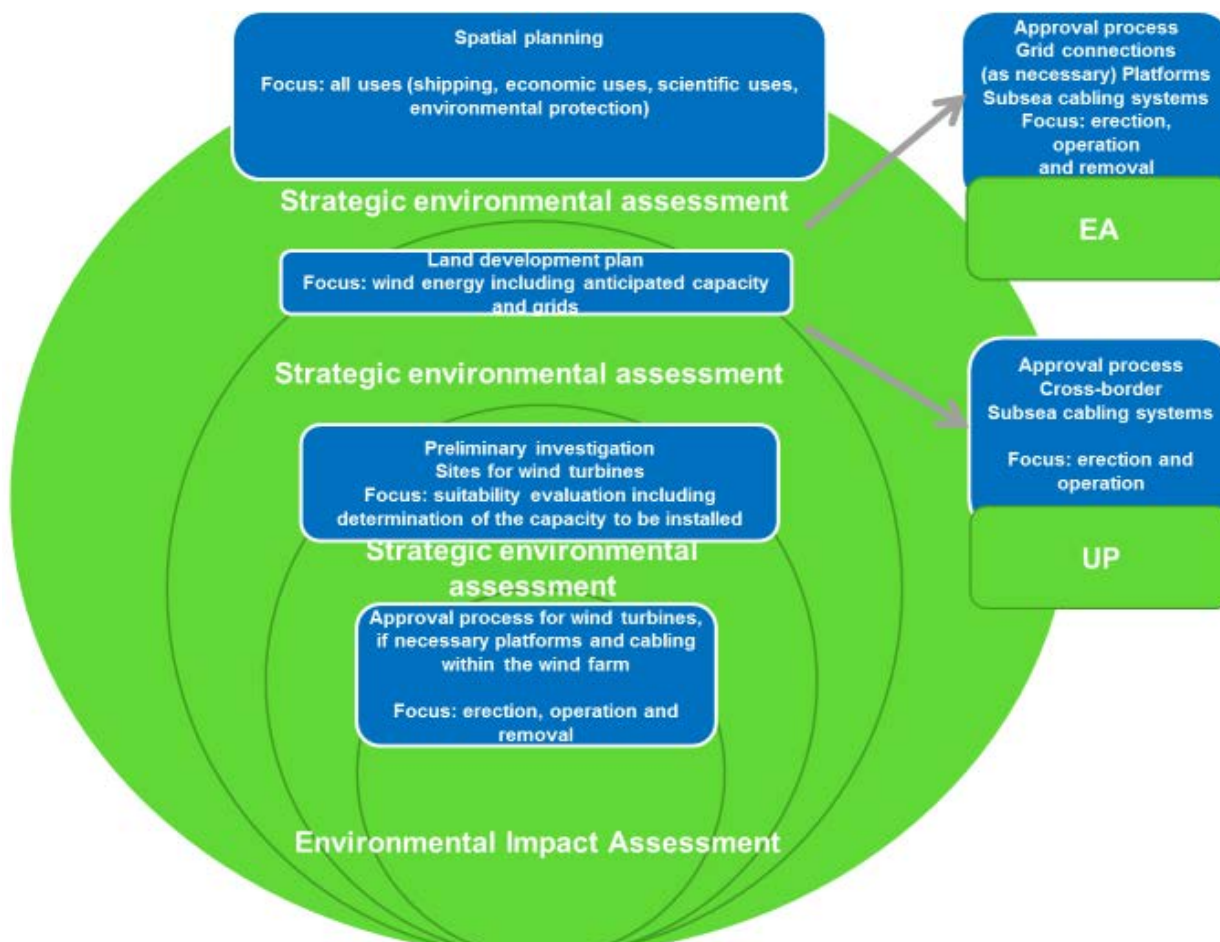 Spatial planning
Focus: all uses (shipping, economic uses, scientific uses,
environmental protection)
Strategic environmental assessment
Land development plan
Focus: wind energy including anticipated capacity
and grids
Strategic environmental assessment
Preliminary investigation
Sites for wind turbines
Focus: suitability evaluation including
determination of the capacity to be installed
Strategic environmental
assessment
Approval process for wind turbines,
if necessary platforms and cabling
within the wind farm
Focus: erection, operation and
removal
Environmental Impact Assessment
Approval process
Grid connections
(as necessary) Platforms
Subsea cabling systems
Focus: erection,
operation
and removal
EA
Approval process
Cross-border
Subsea cabling systems
Focus: erection and
operation
UP